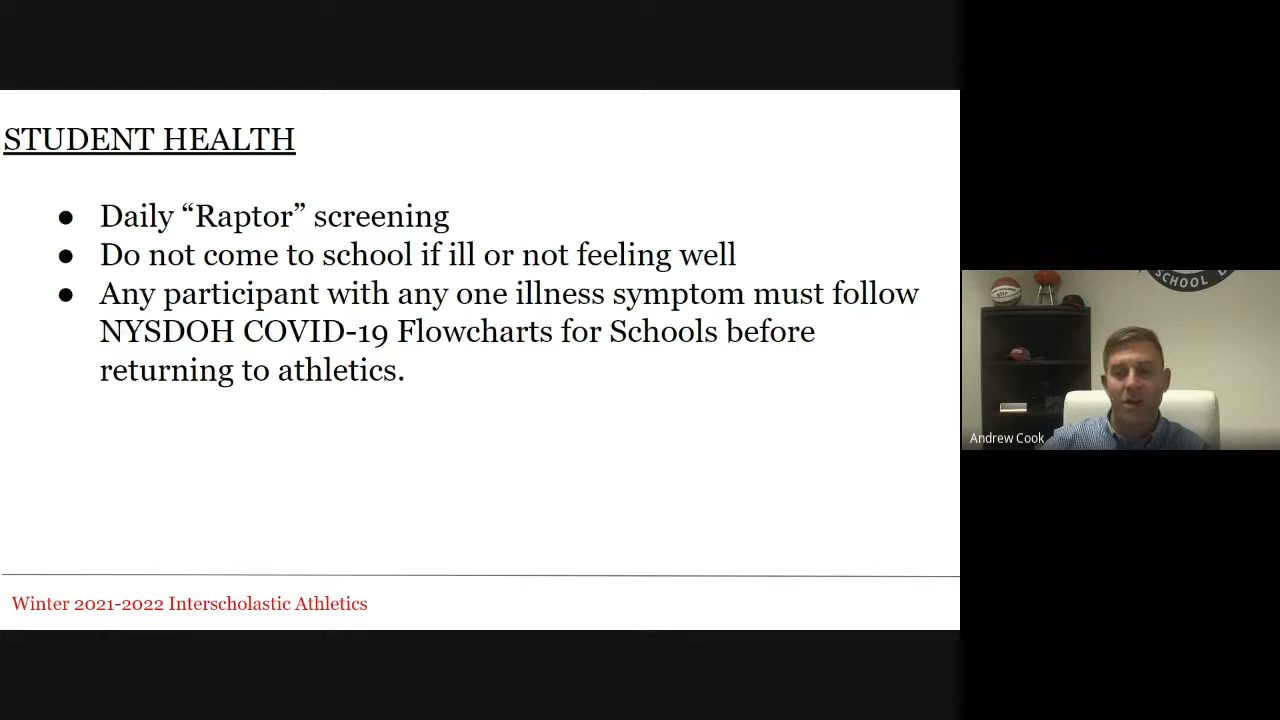 STUDENT HEALTH
● Daily “Raptor” screening
● Do not come to school if ill or not feeling well
● Any participant with any one illness symptom must follow
NYSDOH COVID-19 Flowcharts for Schools before
returning to athletics.
SCHOOL D
Andrew Cook
Winter 2021-2022 Interscholastic Athletics